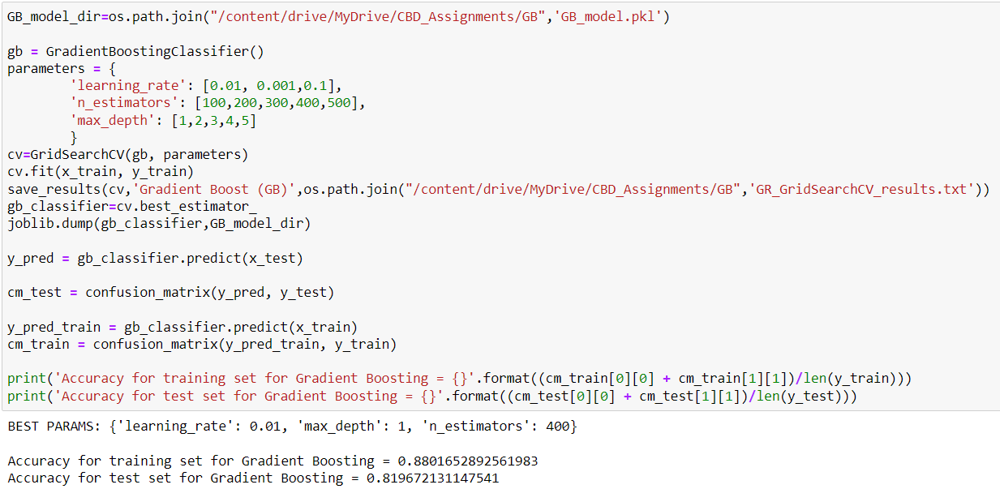 GB_model_dir=os.path.join("/content/drive/MyDrive/CBD_Assignments/GB",'GB_model.pkl')
gb = GradientBoostingClassifier()
parameters = {
'learning_rate': [0.01, 0.001,0.1],
'n_estimators': [100,200,300,400,500],
'max_depth': [1,2,3,4,5]
}
cv=GridSearchCV(gb, parameters)
cv.fit(x_train, y_train)
save_results(cv,'Gradient Boost (GB)',os.path.join("/content/drive/MyDrive/CBD_Assignments/GB",'GR_GridSearchCV_results.txt'))
gb_classifier=cv.best_estimator_
joblib.dump(gb_classifier,GB_model_dir)
y_pred = gb_classifier.predict(x_test)
cm_test = confusion_matrix(y_pred, y_test)
y_pred_train = gb_classifier.predict(x_train)
cm_train = confusion_matrix(y_pred_train, y_train)
print('Accuracy for training set for Gradient Boosting = {}'.format((cm_train[0][0] + cm_train[1][1])/len(y_train)))
print('Accuracy for test set for Gradient Boosting = {}'.format((cm_test[0][0] + cm_test[1][1])/len(y_test)))
BEST PARAMS: {'learning_rate': 0.01, 'max_depth': 1, 'n_estimators': 400}
Accuracy for training set for Gradient Boosting = 0.8801652892561983
Accuracy for test set for Gradient Boosting = 0.819672131147541